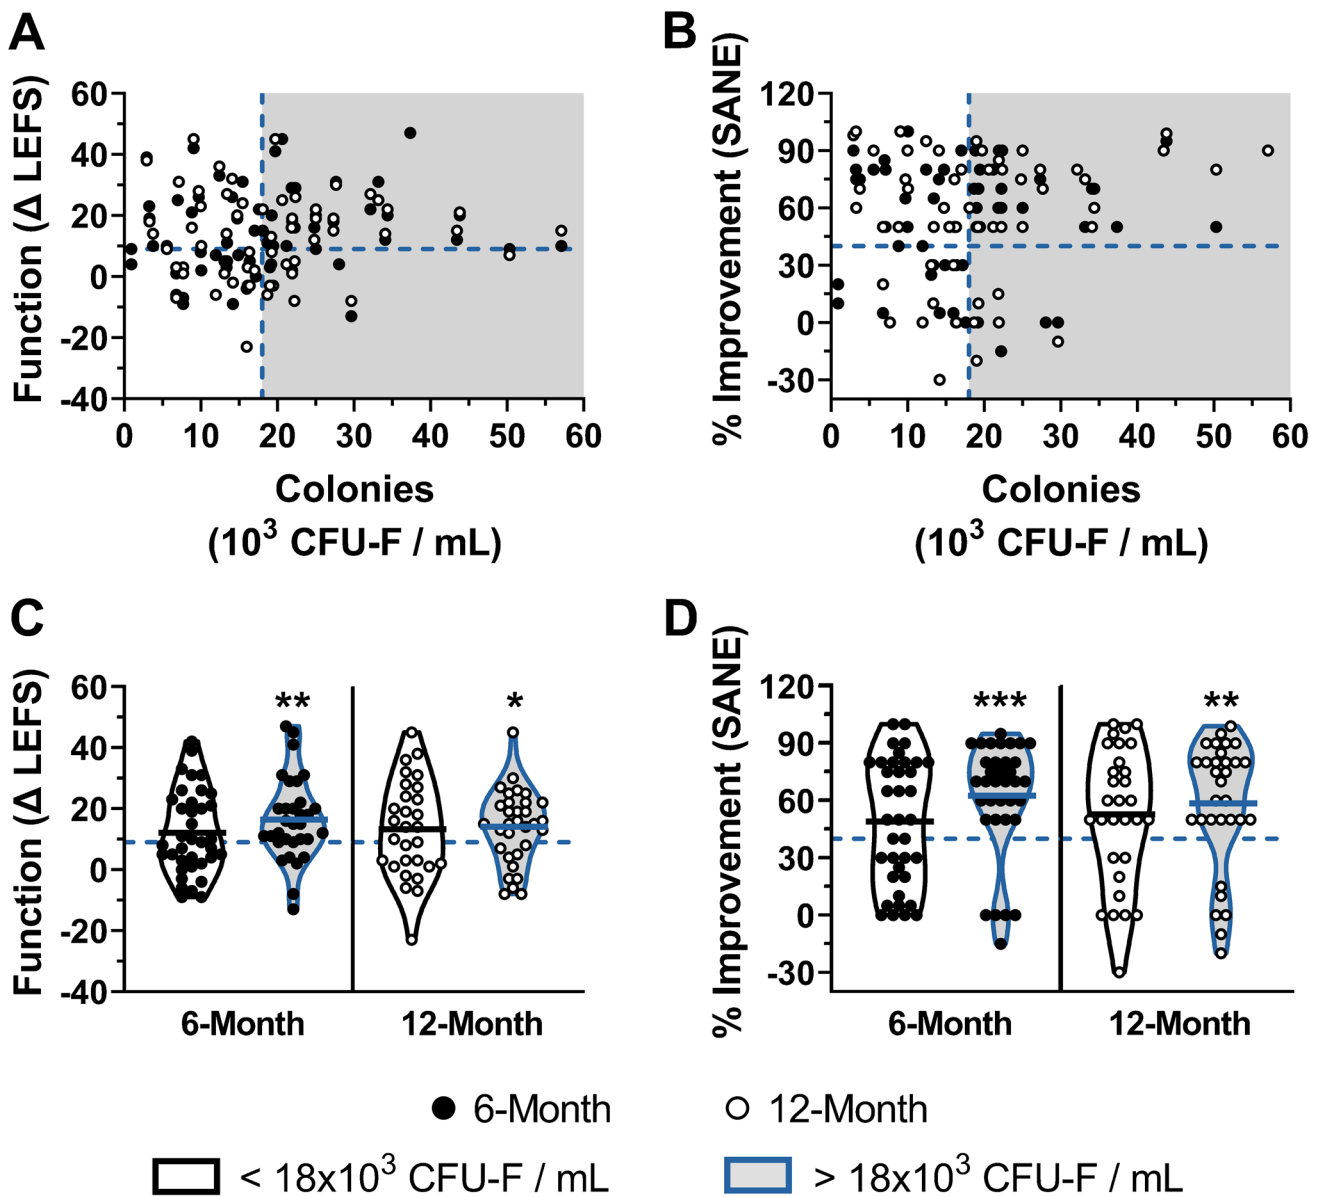 A
B
Function (Δ LEFS)
60
40
20
0
-20
-40
0 10 20 30 40 50 60
Colonies
(10³ CFU-F / mL)
% Improvement (SANE)
120
90
60
30
0
-30
0 10 20 30 40 50 60
Colonies
(10³ CFU-F / mL)
C
D
Function (Δ LEFS)
60
40
20
0
-20
-40
** *
6-Month 12-Month
% Improvement (SANE)
120
90
60
30
0
-30
*** **
6-Month 12-Month
6-Month 12-Month
< 18x10³ CFU-F / mL > 18x10³ CFU-F / mL